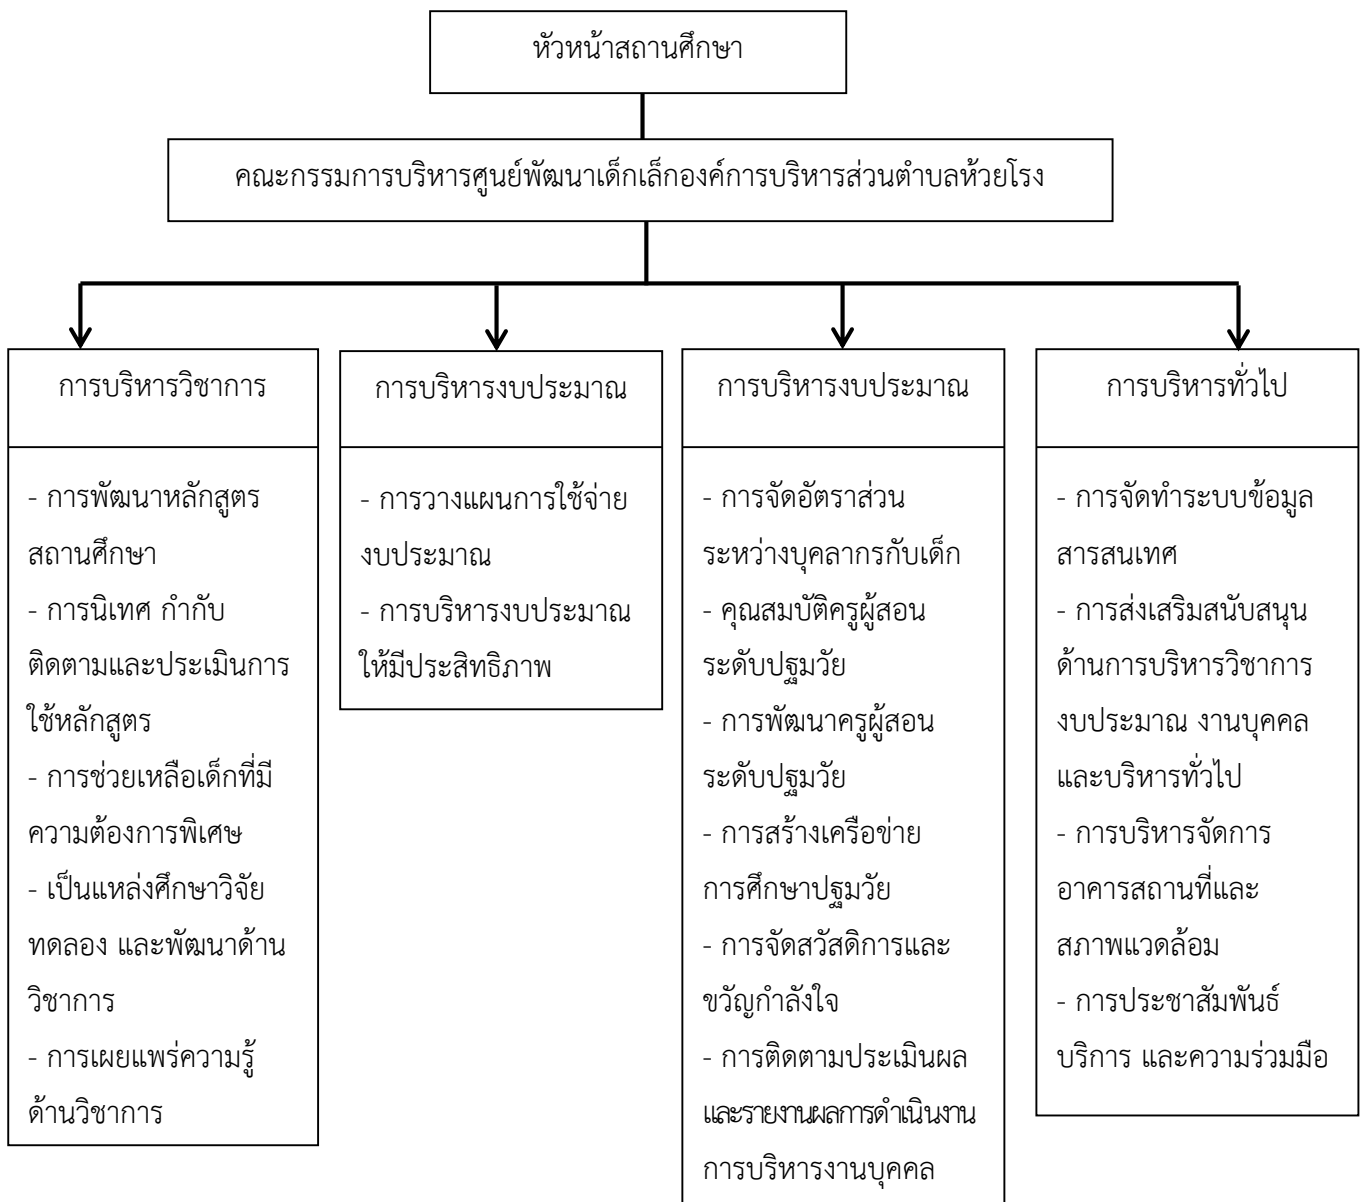 หัวหน้าสถานศึกษา
คณะกรรมการบริหารศูนย์พัฒนาเด็กเล็กองค์การบริหารส่วนตำบลห้วยโรง
การบริหารวิชาการ
- การพัฒนาหลักสูตร
สถานศึกษา
- การนิเทศ กำกับ
ติดตามและประเมินการ
ใช้หลักสูตร
- การช่วยเหลือเด็กที่มี
ความต้องการพิเศษ
- เป็นแหล่งศึกษาวิจัย
ทดลอง และพัฒนาด้าน
วิชาการ
- การเผยแพร่ความรู้
ด้านวิชาการ
การบริหารงบประมาณ
- การวางแผนการใช้จ่าย
งบประมาณ
- การบริหารงบประมาณ
ให้มีประสิทธิภาพ
การบริหารงบประมาณ
- การจัดอัตราส่วน
ระหว่างบุคลากรกับเด็ก
- คุณสมบัติครูผู้สอน
ระดับปฐมวัย
- การพัฒนาครูผู้สอน
ระดับปฐมวัย
- การสร้างเครือข่าย
การศึกษาปฐมวัย
- การจัดสวัสดิการและ
ขวัญกำลังใจ
- การติดตามประเมินผล
และรายงานผลการดำเนินงาน
การบริหารงานบุคคล
การบริหารทั่วไป
- การจัดทำระบบข้อมูล
สารสนเทศ
- การส่งเสริมสนับสนุน
ด้านการบริหารวิชาการ
งบประมาณ งานบุคคล
และบริหารทั่วไป
- การบริหารจัดการ
อาคารสถานที่และ
สภาพแวดล้อม
- การประชาสัมพันธ์
บริการ และความร่วมมือ